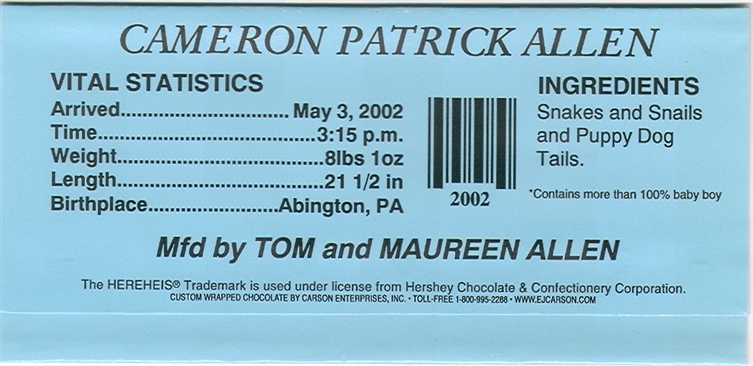 CAMERON PATRICK ALLEN
VITAL STATISTICS
Arrived.............................. May 3, 2002
Time.......................................3:15 p.m.
Weight.....................................8lbs 1oz
Length.....................................21 1/2 in
Birthplace.......................Abington, PA
2002
INGREDIENTS
Snakes and Snails
and Puppy Dog
Tails.
*Contains more than 100% baby boy
Mfd by TOM and MAUREEN ALLEN
The HEREHEIS® Trademark is used under license from Hershey Chocolate & Confectionery Corporation.
CUSTOM WRAPPED CHOCOLATE BY CARSON ENTERPRISES, INC. • TOLL-FREE 1-800-995-2288 • WWW.EJCARSON.COM